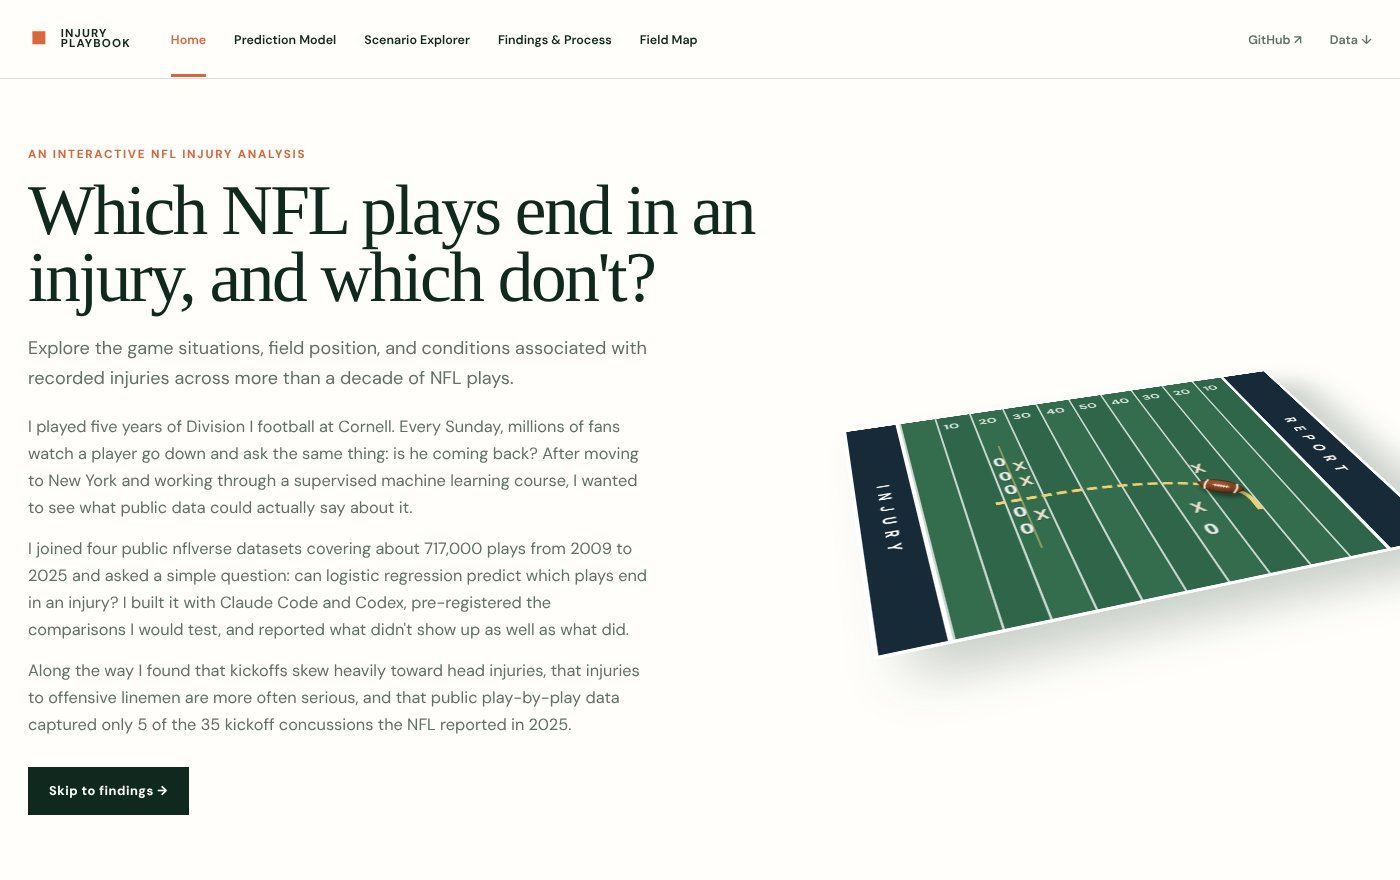 INJURY
PLAYBOOK
Home
Prediction Model
Scenario Explorer
Findings & Process
Field Map
GitHub ↗
Data ↓
AN INTERACTIVE NFL INJURY ANALYSIS
Which NFL plays end in an
injury, and which don't?
Explore the game situations, field position, and conditions associated with
recorded injuries across more than a decade of NFL plays.
I played five years of Division I football at Cornell. Every Sunday, millions of fans
watch a player go down and ask the same thing: is he coming back? After moving
to New York and working through a supervised machine learning course, I wanted
to see what public data could actually say about it.
I joined four public nflverse datasets covering about 717,000 plays from 2009 to
2025 and asked a simple question: can logistic regression predict which plays end
in an injury? I built it with Claude Code and Codex, pre-registered the
comparisons I would test, and reported what didn't show up as well as what did.
Along the way I found that kickoffs skew heavily toward head injuries, that injuries
to offensive linemen are more often serious, and that public play-by-play data
captured only 5 of the 35 kickoff concussions the NFL reported in 2025.
Skip to findings →
INJURY
10 20 30 40 50 40 30 20 10
O X
O X
O
O X
O
X
X
O
REPORT